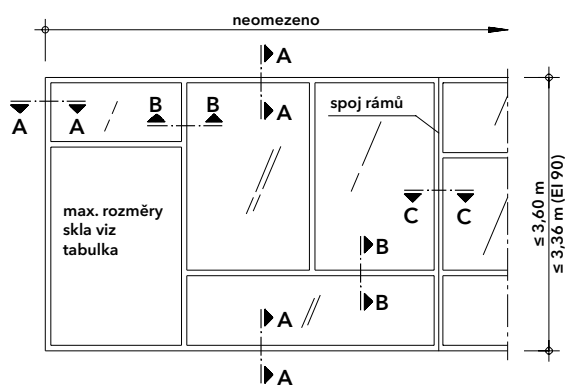 neomezeno
A
A A
B B
A
spoj rámů
max. rozměry
skla viz
tabulka
C C
B
B
A
A
≤ 3,60 m
≤ 3,36 m (EI 90)